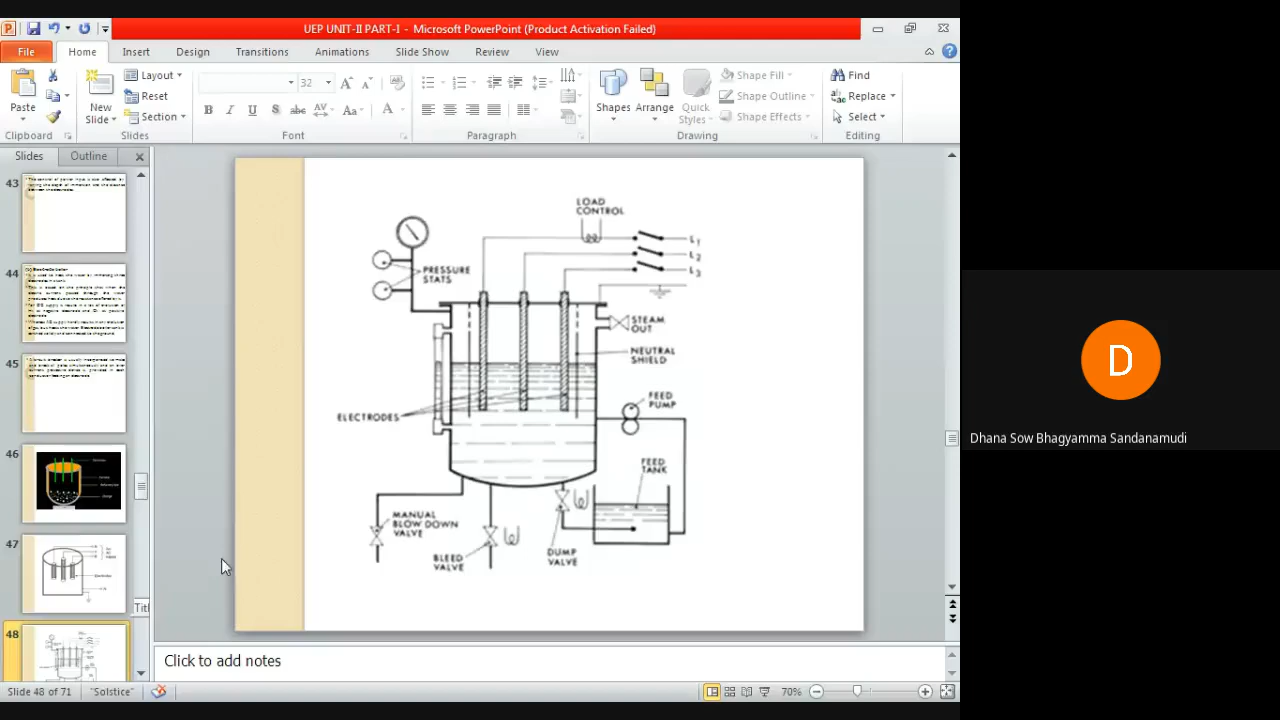 UEP UNIT-II PART-I - Microsoft PowerPoint (Product Activation Failed)
File Home Insert Design Transitions Animations Slide Show Review View
Paste
New Slide
Layout
Reset
Section
32
B I U S abc AV Aa A
Shapes
Arrange
Quick Styles
Shape Fill
Shape Outline
Shape Effects
Find
Replace
Select
Clipboard Slides Font Paragraph Drawing Editing
Slides Outline
43
44
45
46
47
48
Titl
LOAD
CONTROL
L1
L2
L3
PRESSURE
STATS
STEAM
OUT
NEUTRAL
SHIELD
ELECTRODES
FEED
PUMP
FEED
TANK
MANUAL
BLOW DOWN
VALVE
BLEED
VALVE
DUMP
VALVE
Click to add notes
Slide 48 of 71 "Solstice" 70%
D
Dhana Sow Bhagyamma Sandanamudi